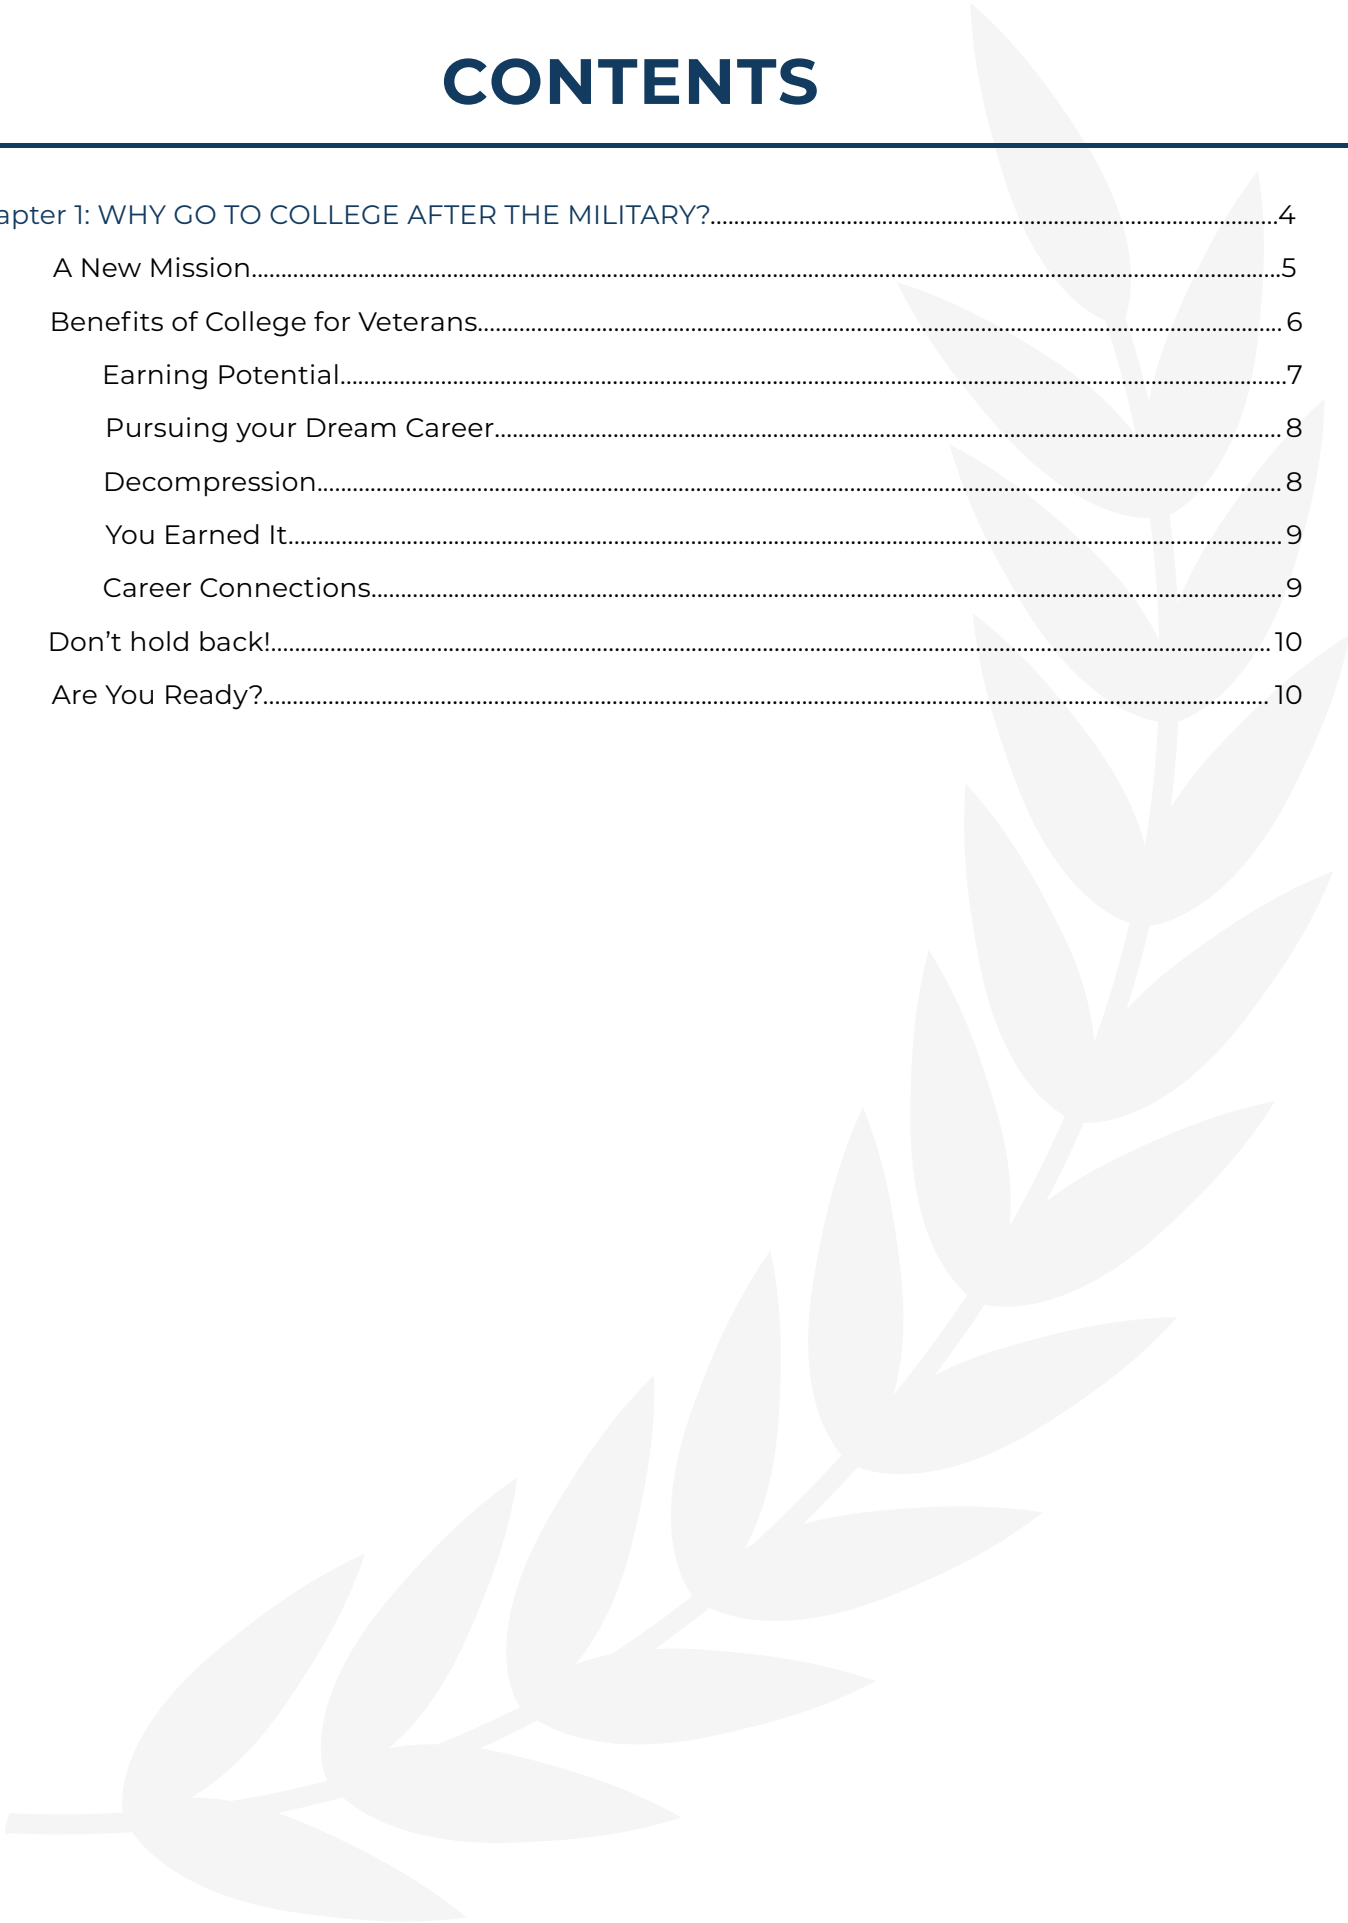 CONTENTS
apter 1: WHY GO TO COLLEGE AFTER THE MILITARY?........................................................................................4
A New Mission........................................................................................................................................................5
Benefits of College for Veterans........................................................................................................................ 6
Earning Potential............................................................................................................................................7
Pursuing your Dream Career.................................................................................................................... 8
Decompression............................................................................................................................................... 8
You Earned It................................................................................................................................................... 9
Career Connections....................................................................................................................................... 9
Don’t hold back!.................................................................................................................................................... 10
Are You Ready?..................................................................................................................................................... 10